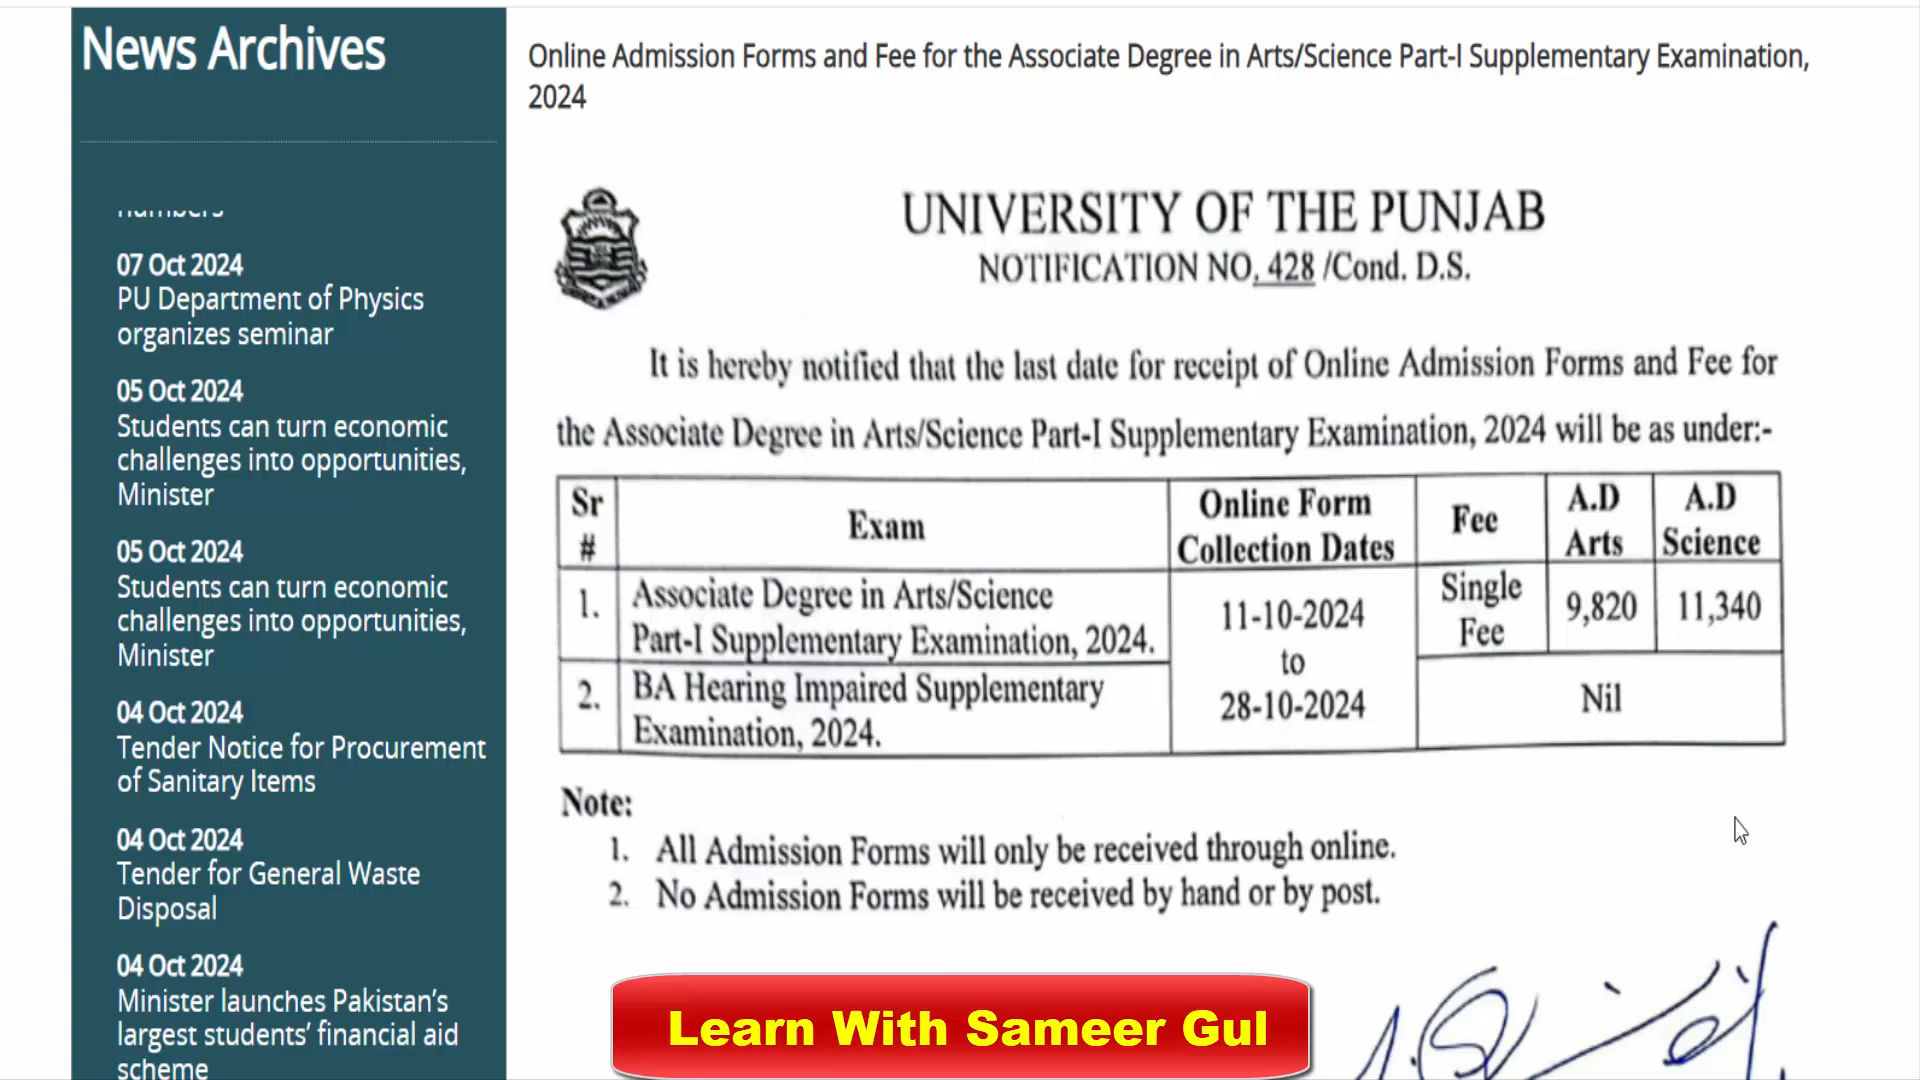 News Archives
numbers
07 Oct 2024
PU Department of Physics
organizes seminar
05 Oct 2024
Students can turn economic
challenges into opportunities,
Minister
05 Oct 2024
Students can turn economic
challenges into opportunities,
Minister
04 Oct 2024
Tender Notice for Procurement
of Sanitary Items
04 Oct 2024
Tender for General Waste
Disposal
04 Oct 2024
Minister launches Pakistan's
largest students' financial aid
scheme
Online Admission Forms and Fee for the Associate Degree in Arts/Science Part-I Supplementary Examination,
2024
UNIVERSITY OF THE PUNJAB
NOTIFICATION NO. 428 /Cond. D.S.
It is hereby notified that the last date for receipt of Online Admission Forms and Fee for
the Associate Degree in Arts/Science Part-I Supplementary Examination, 2024 will be as under:-
Sr # Exam Online Form Collection Dates Fee A.D Arts A.D Science
1. Associate Degree in Arts/Science Part-I Supplementary Examination, 2024. 11-10-2024 to 28-10-2024 Single Fee 9,820 11,340
2. BA Hearing Impaired Supplementary Examination, 2024. Nil
Note:
1. All Admission Forms will only be received through online.
2. No Admission Forms will be received by hand or by post.
Learn With Sameer Gul